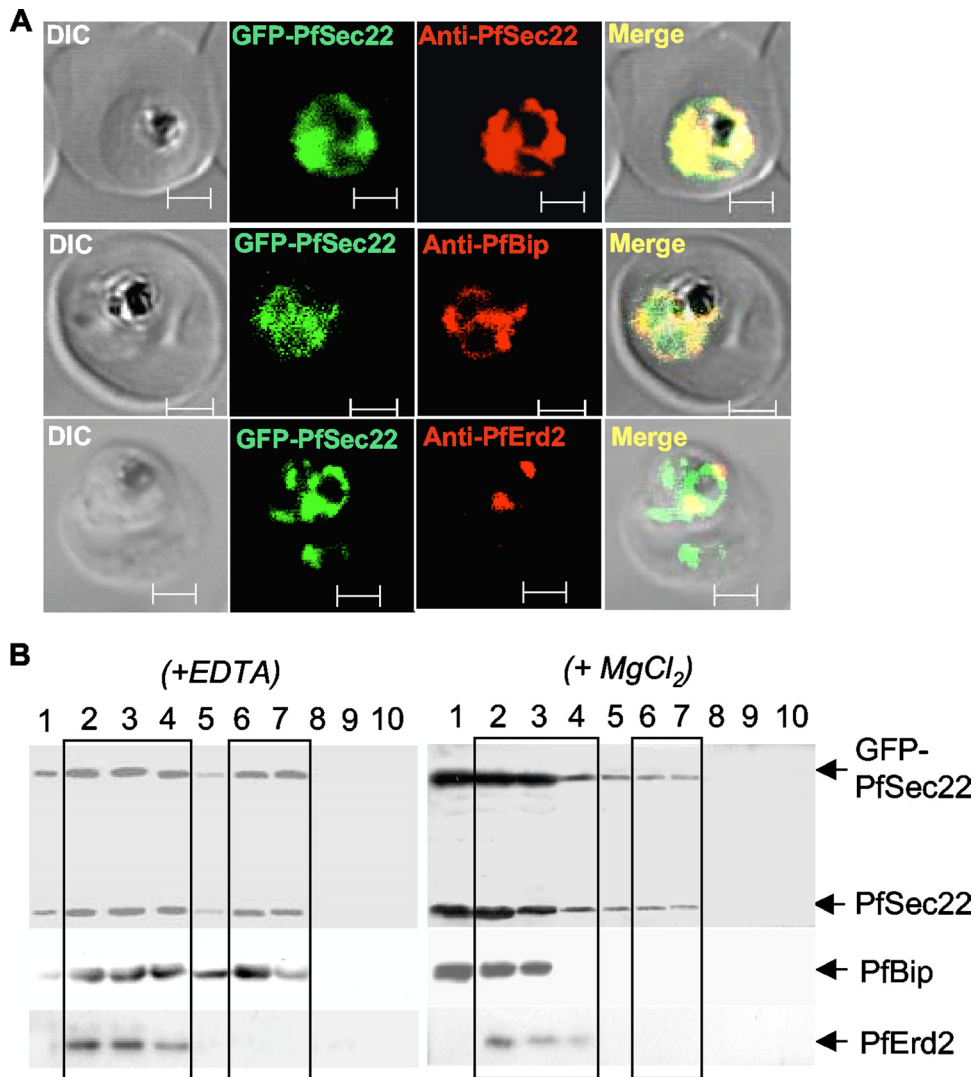 A
DIC GFP-PfSec22 Anti-PfSec22 Merge
DIC GFP-PfSec22 Anti-PfBip Merge
DIC GFP-PfSec22 Anti-PfErd2 Merge
B
(+EDTA) (+ MgCl₂)
1 2 3 4 5 6 7 8 9 10 1 2 3 4 5 6 7 8 9 10
GFP-
PfSec22
PfSec22
PfBip
PfErd2